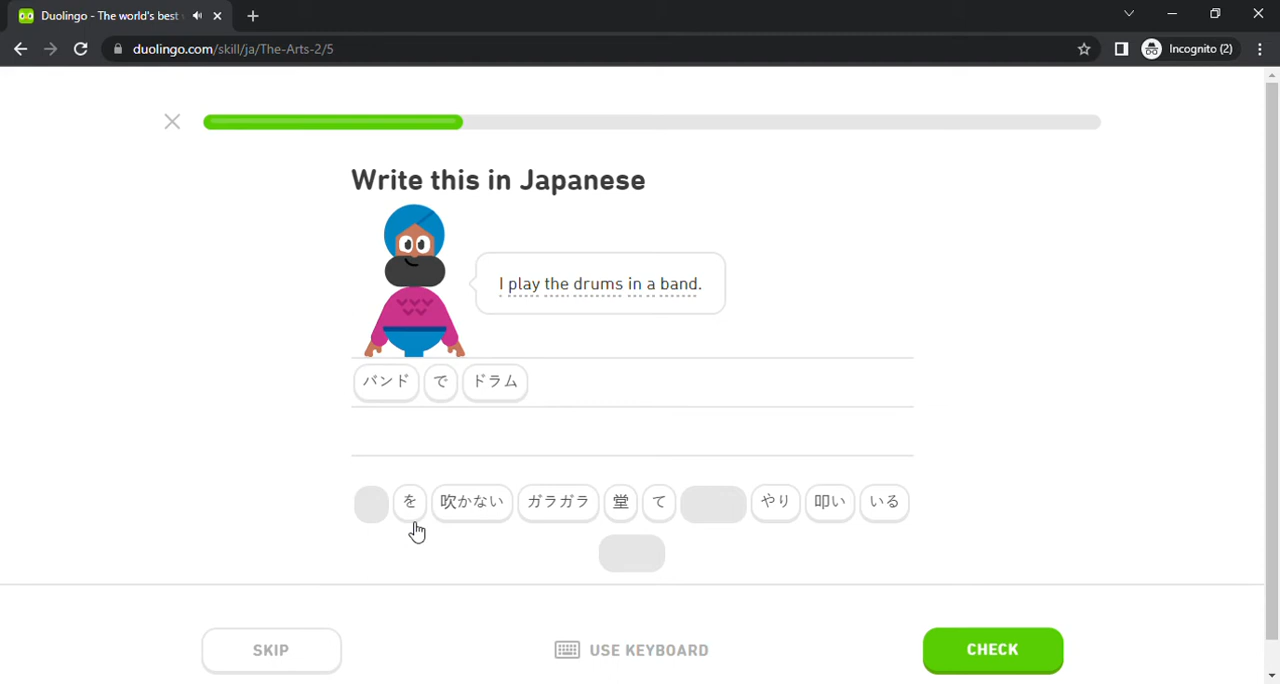 Duolingo - The world's best
duolingo.com/skill/ja/The-Arts-2/5
Incognito (2)
Write this in Japanese
I play the drums in a band.
バンド で ドラム
を 吹かない ガラガラ 堂 て やり 叩い いる
SKIP
USE KEYBOARD
CHECK